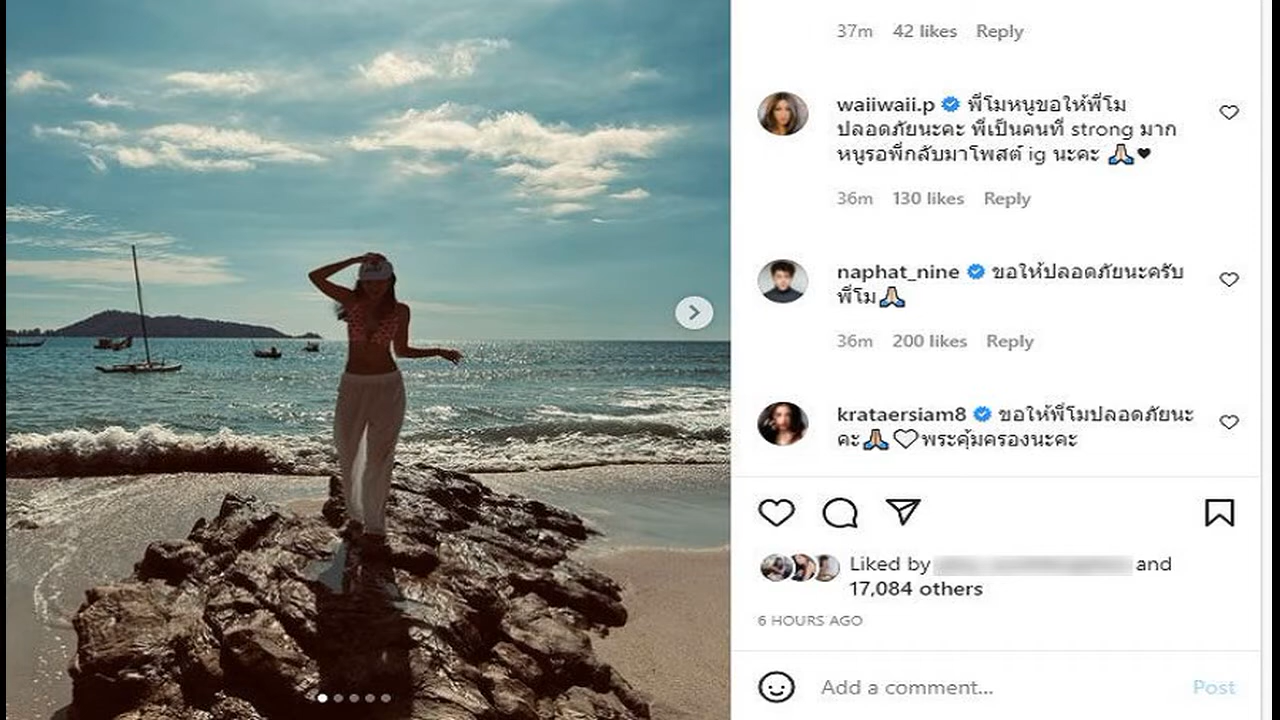 37m 42 likes Reply
waiiwaii.p พี่โมหนูขอให้พี่โม
ปลอดภัยนะคะ พี่เป็นคนที่ strong มาก
หนูรอพี่กลับมาโพสต์ ig นะคะ 🙏🏻🖤
36m 130 likes Reply
naphat_nine ขอให้ปลอดภัยนะครับ
พี่โม🙏🏻
36m 200 likes Reply
krataersiam8 ขอให้พี่โมปลอดภัยนะ
คะ🙏🏼🤍พระคุ้มครองนะคะ
Liked by and
17,084 others
6 HOURS AGO
Add a comment... Post